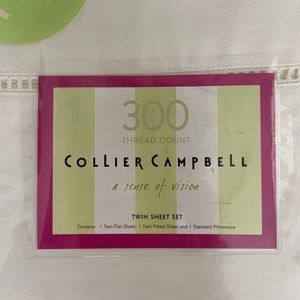 300
THREAD COUNT
COLLIER CAMPBELL
a sense of vision
TWIN SHEET SET
Contains: 1 Twin Flat Sheet, 1 Twin Fitted Sheet and 1 Standard Pillowcase